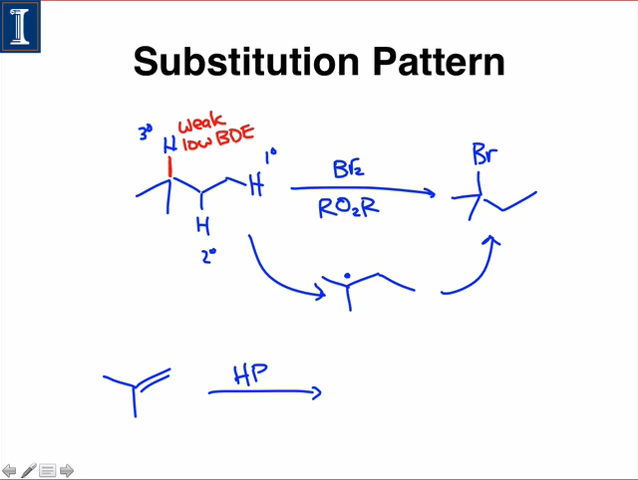 I
Substitution Pattern
3° H weak
low BDE
1°
H
H
2°
Br₂
RO₂R
Br
HP